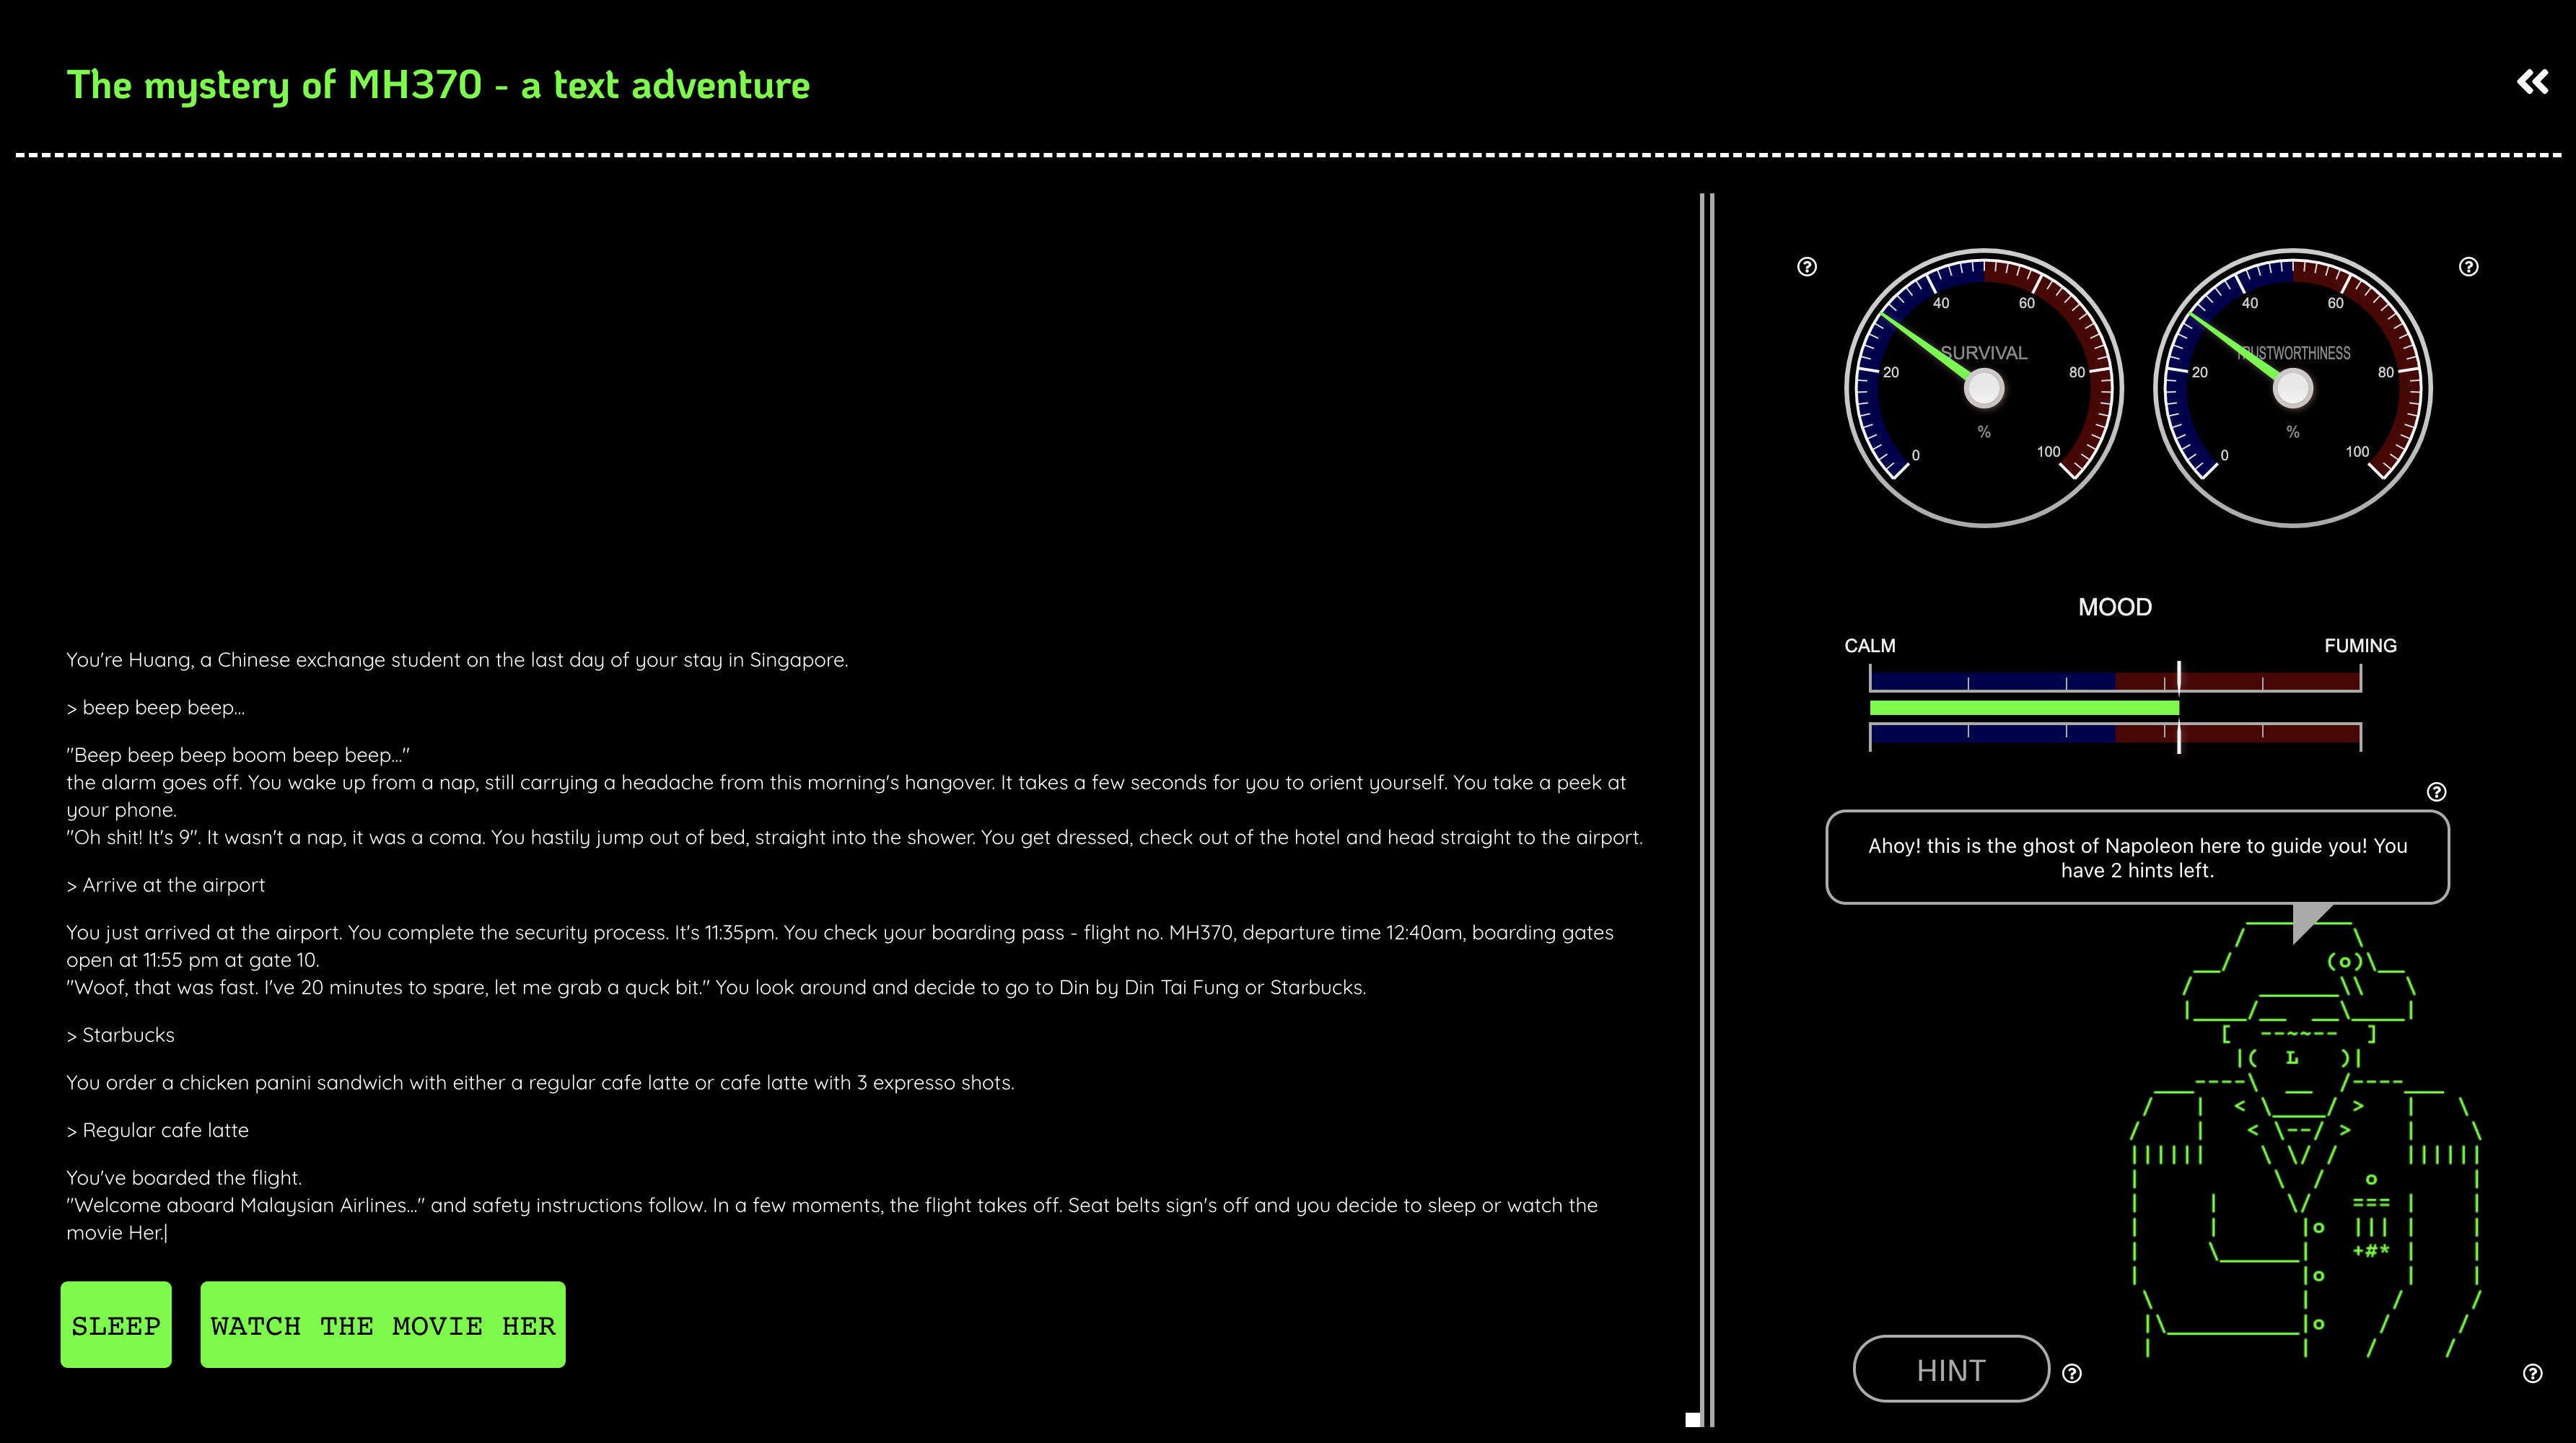 The mystery of MH370 - a text adventure
You're Huang, a Chinese exchange student on the last day of your stay in Singapore.
> beep beep beep...
"Beep beep beep boom beep beep..."
the alarm goes off. You wake up from a nap, still carrying a headache from this morning's hangover. It takes a few seconds for you to orient yourself. You take a peek at
your phone.
"Oh shit! It's 9". It wasn't a nap, it was a coma. You hastily jump out of bed, straight into the shower. You get dressed, check out of the hotel and head straight to the airport.
> Arrive at the airport
You just arrived at the airport. You complete the security process. It's 11:35pm. You check your boarding pass - flight no. MH370, departure time 12:40am, boarding gates
open at 11:55 pm at gate 10.
"Woof, that was fast. I've 20 minutes to spare, let me grab a quck bit." You look around and decide to go to Din by Din Tai Fung or Starbucks.
> Starbucks
You order a chicken panini sandwich with either a regular cafe latte or cafe latte with 3 expresso shots.
> Regular cafe latte
You've boarded the flight.
"Welcome aboard Malaysian Airlines..." and safety instructions follow. In a few moments, the flight takes off. Seat belts sign's off and you decide to sleep or watch the
movie Her.
SLEEP
WATCH THE MOVIE HER
0
20
40
60
80
100
SURVIVAL
%
0
20
40
60
80
100
TRUSTWORTHINESS
%
MOOD
CALM
FUMING
Ahoy! this is the ghost of Napoleon here to guide you! You
have 2 hints left.
HINT